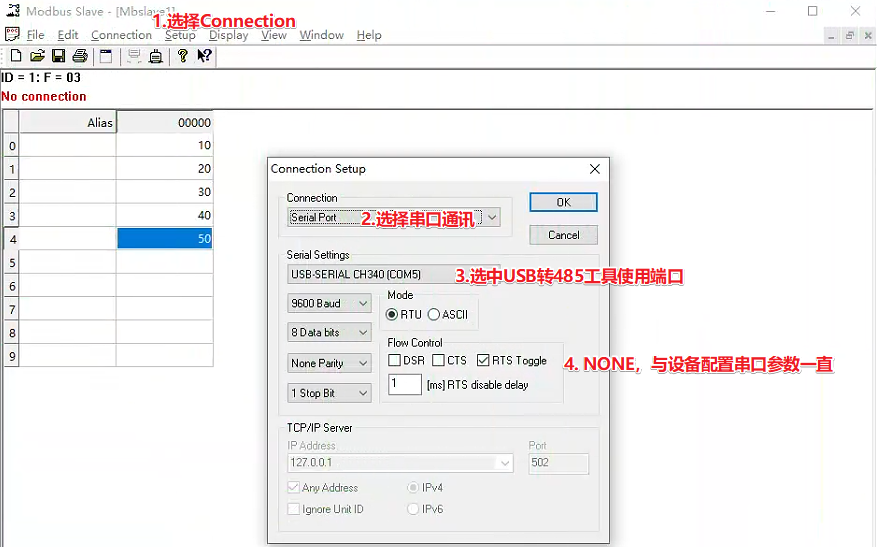 Modbus Slave - [Mbslave1]
1.选择Connection
File Edit Connection Setup Display View Window Help
ID = 1: F = 03
No connection
Alias 00000
0 10
1 20
2 30
3 40
4 50
5
6
7
8
9
Connection Setup
Connection
Serial Port 2.选择串口通讯
OK
Cancel
Serial Settings
USB-SERIAL CH340 (COM5) 3.选中USB转485工具使用端口
9600 Baud
Mode
RTU ASCII
8 Data bits
Flow Control
None Parity
DSR CTS RTS Toggle
4. NONE，与设备配置串口参数一直
1 [ms] RTS disable delay
1 Stop Bit
TCP/IP Server
IP Address Port
127.0.0.1 502
Any Address IPv4
Ignore Unit ID IPv6